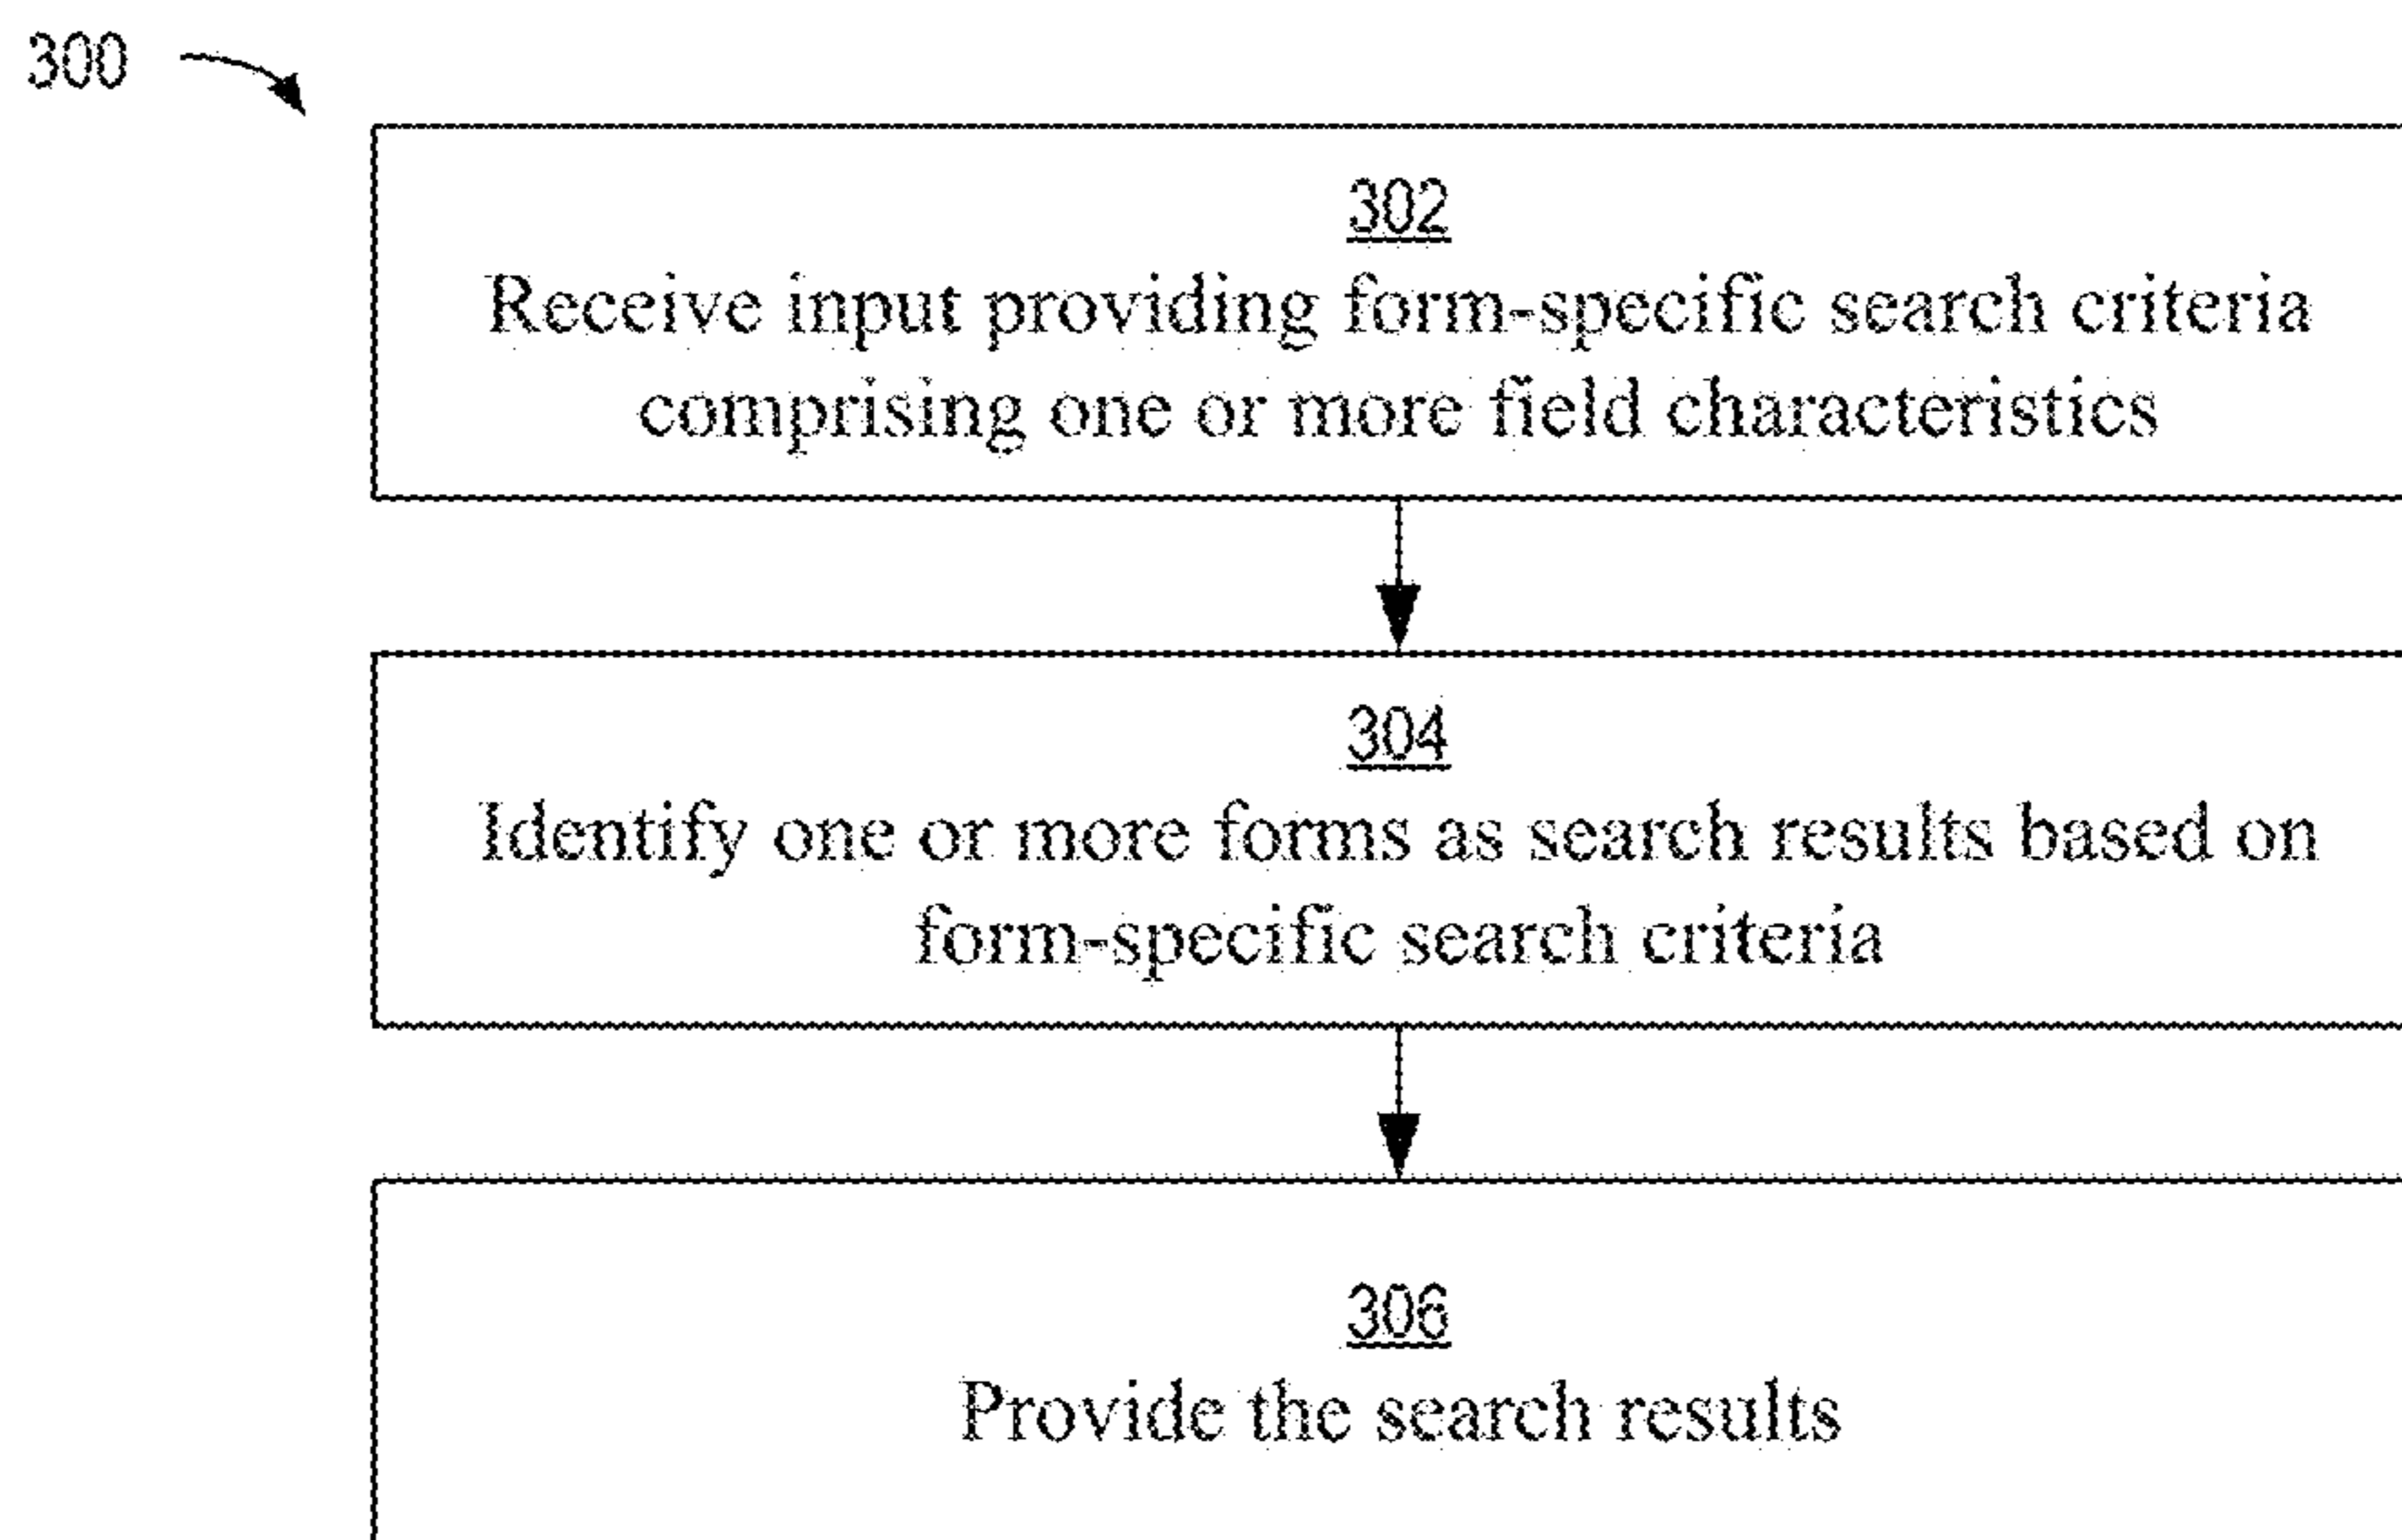 300
302
Receive input providing form-specific search criteria
comprising one or more field characteristics
304
Identify one or more forms as search results based on
form-specific search criteria
306
Provide the search results